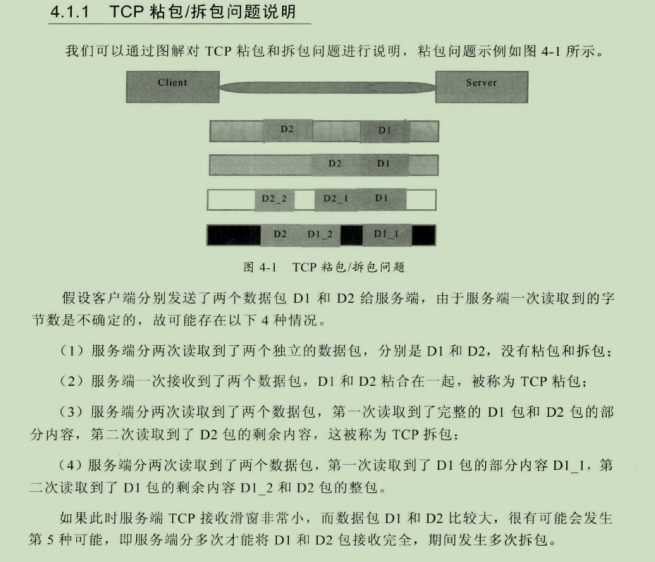 4.1.1 TCP 粘包/拆包问题说明
我们可以通过图解对 TCP 粘包和拆包问题进行说明，粘包问题示例如图 4-1 所示。
Client Server
D2 D1
D2 D1
D2_2 D2_1 D1
D2 D1_2 D1_1
图 4-1 TCP 粘包/拆包问题
假设客户端分别发送了两个数据包 D1 和 D2 给服务端，由于服务端一次读取到的字
节数是不确定的，故可能存在以下 4 种情况。
（1）服务端分两次读取到了两个独立的数据包，分别是 D1 和 D2，没有粘包和拆包；
（2）服务端一次接收到了两个数据包，D1 和 D2 粘合在一起，被称为 TCP 粘包；
（3）服务端分两次读取到了两个数据包，第一次读取到了完整的 D1 包和 D2 包的部
分内容，第二次读取到了 D2 包的剩余内容，这被称为 TCP 拆包；
（4）服务端分两次读取到了两个数据包，第一次读取到了 D1 包的部分内容 D1_1，第
二次读取到了 D1 包的剩余内容 D1_2 和 D2 包的整包。
如果此时服务端 TCP 接收滑窗非常小，而数据包 D1 和 D2 比较大，很有可能会发生
第 5 种可能，即服务端分多次才能将 D1 和 D2 包接收完全，期间发生多次拆包。